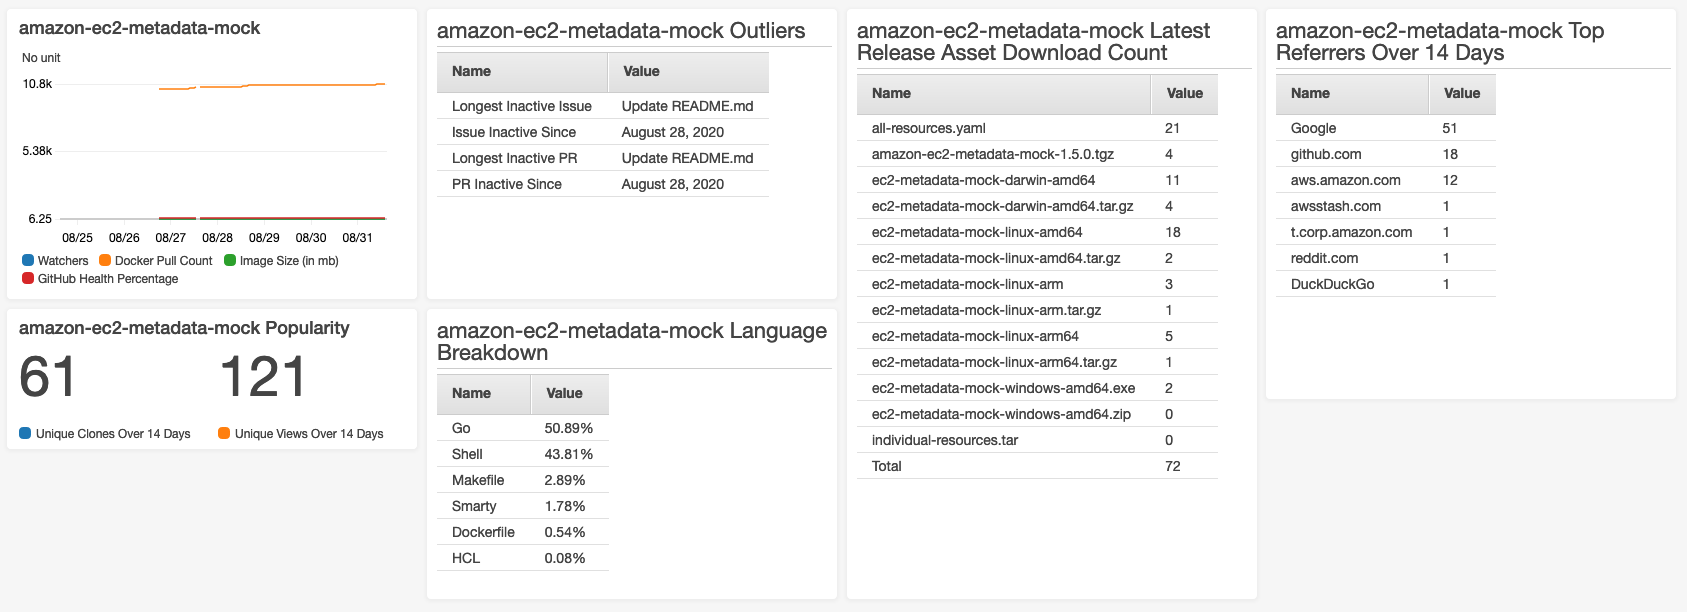 amazon-ec2-metadata-mock
No unit
10.8k
5.38k
6.25
08/25 08/26 08/27 08/28 08/29 08/30 08/31
Watchers Docker Pull Count Image Size (in mb)
GitHub Health Percentage
amazon-ec2-metadata-mock Popularity
61 121
Unique Clones Over 14 Days Unique Views Over 14 Days
amazon-ec2-metadata-mock Outliers
Name Value
Longest Inactive Issue Update README.md
Issue Inactive Since August 28, 2020
Longest Inactive PR Update README.md
PR Inactive Since August 28, 2020
amazon-ec2-metadata-mock Language
Breakdown
Name Value
Go 50.89%
Shell 43.81%
Makefile 2.89%
Smarty 1.78%
Dockerfile 0.54%
HCL 0.08%
amazon-ec2-metadata-mock Latest
Release Asset Download Count
Name Value
all-resources.yaml 21
amazon-ec2-metadata-mock-1.5.0.tgz 4
ec2-metadata-mock-darwin-amd64 11
ec2-metadata-mock-darwin-amd64.tar.gz 4
ec2-metadata-mock-linux-amd64 18
ec2-metadata-mock-linux-amd64.tar.gz 2
ec2-metadata-mock-linux-arm 3
ec2-metadata-mock-linux-arm.tar.gz 1
ec2-metadata-mock-linux-arm64 5
ec2-metadata-mock-linux-arm64.tar.gz 1
ec2-metadata-mock-windows-amd64.exe 2
ec2-metadata-mock-windows-amd64.zip 0
individual-resources.tar 0
Total 72
amazon-ec2-metadata-mock Top
Referrers Over 14 Days
Name Value
Google 51
github.com 18
aws.amazon.com 12
awsstash.com 1
t.corp.amazon.com 1
reddit.com 1
DuckDuckGo 1